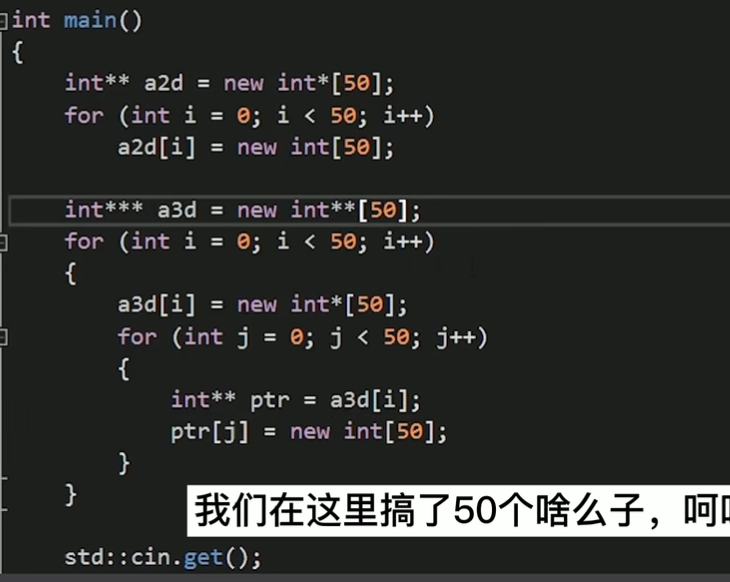 int main()
{
    int** a2d = new int*[50];
    for (int i = 0; i < 50; i++)
        a2d[i] = new int[50];
    int*** a3d = new int**[50];
    for (int i = 0; i < 50; i++)
    {
        a3d[i] = new int*[50];
        for (int j = 0; j < 50; j++)
        {
            int** ptr = a3d[i];
            ptr[j] = new int[50];
        }
    }
我们在这里搞了50个啥么子，呵
    std::cin.get();